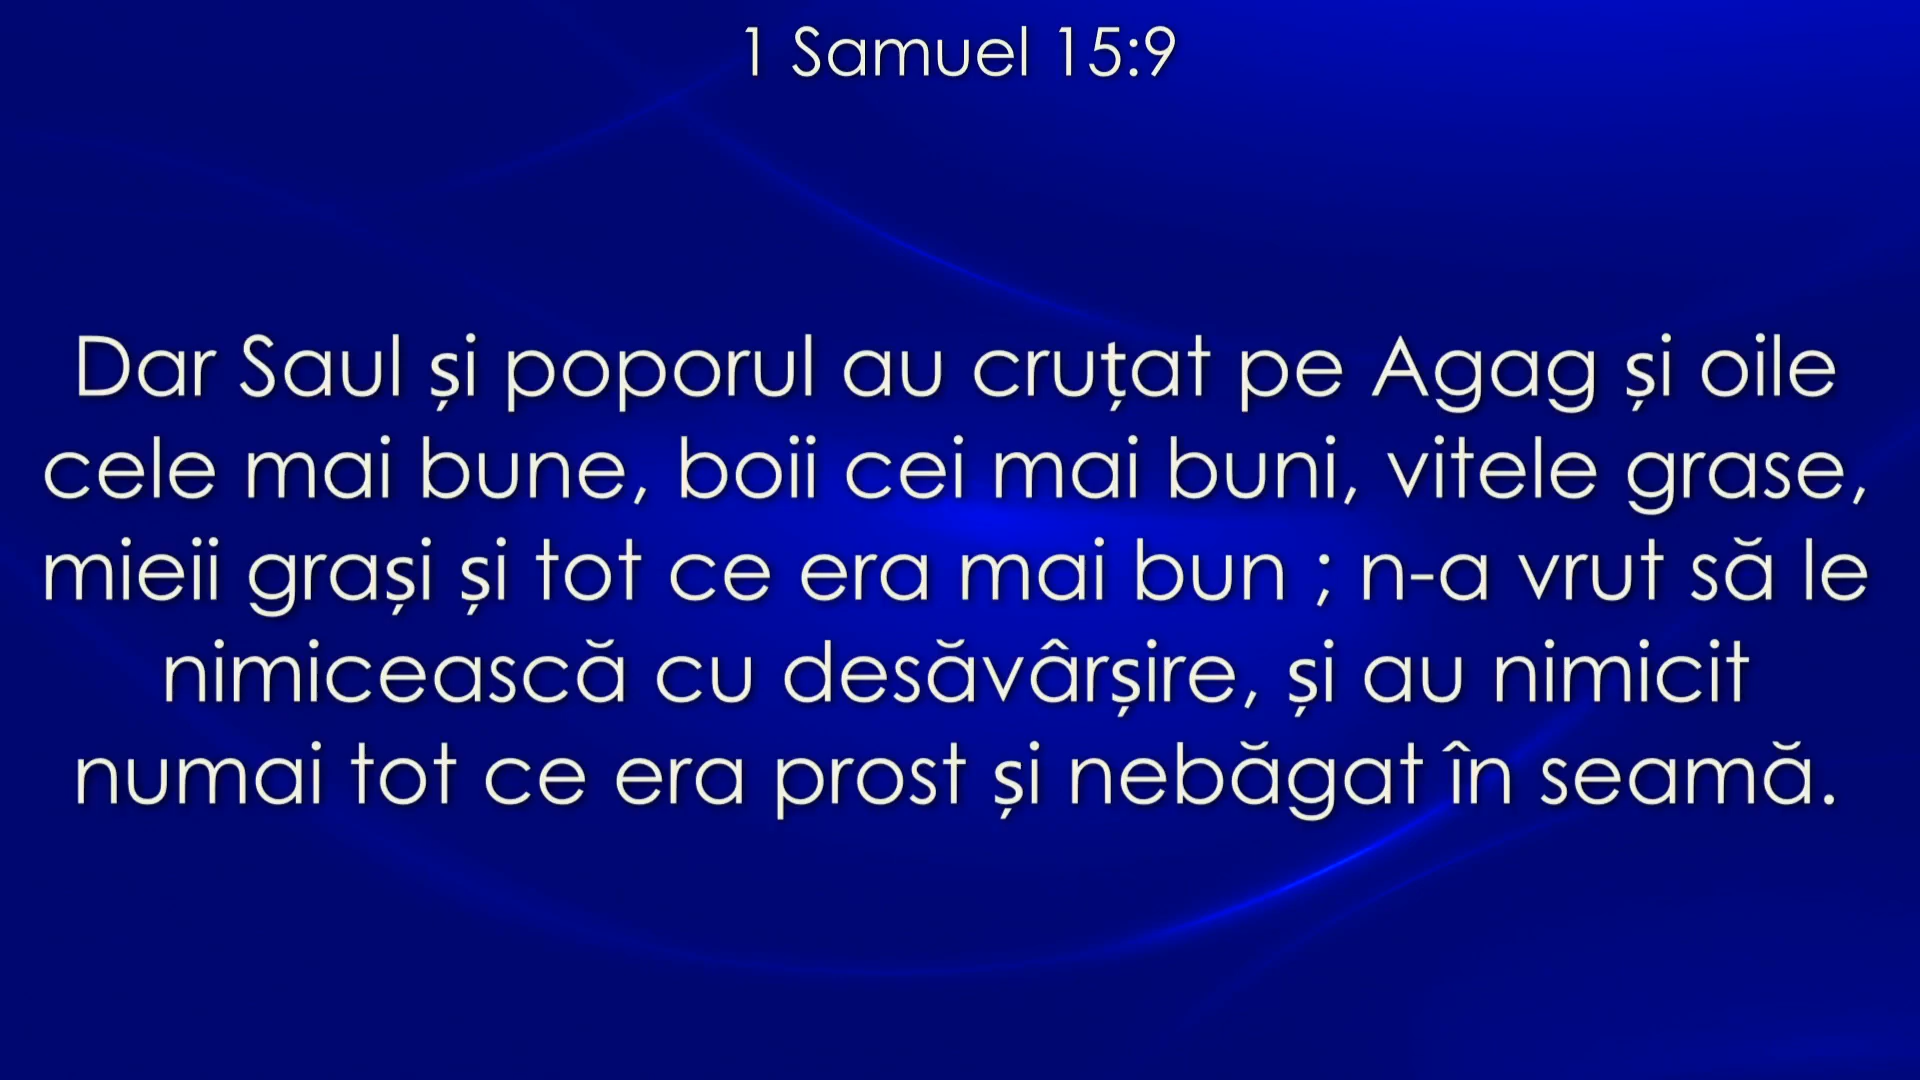 1 Samuel 15:9
Dar Saul și poporul au cruțat pe Agag și oile
cele mai bune, boii cei mai buni, vitele grase,
mieii grași și tot ce era mai bun ; n-a vrut să le
nimicească cu desăvârșire, și au nimicit
numai tot ce era prost și nebăgat în seamă.